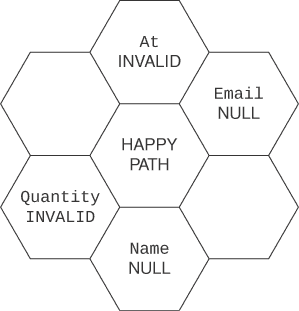 At
INVALID
Email
NULL
HAPPY
PATH
Quantity
INVALID
Name
NULL